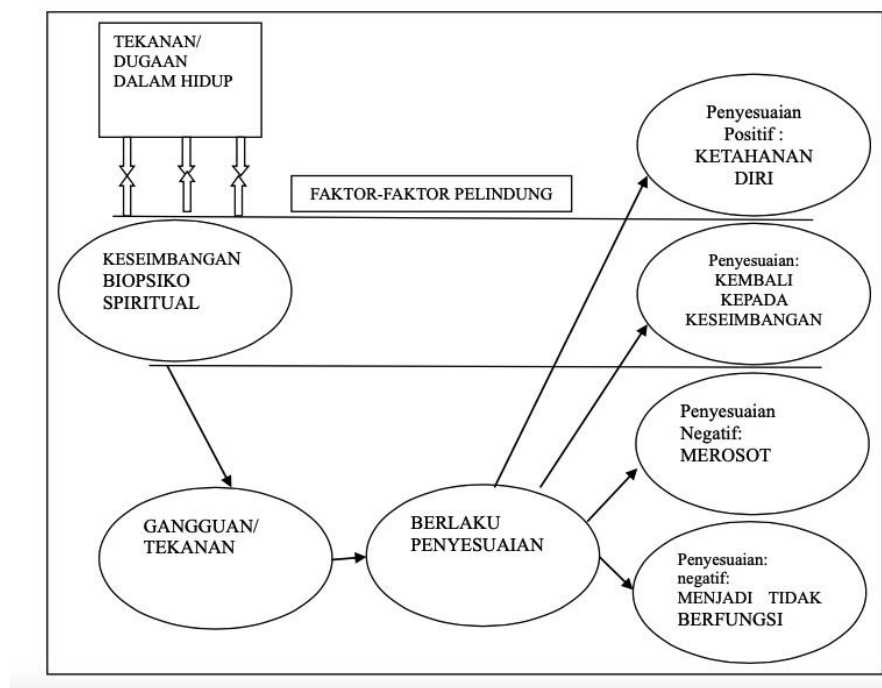 TEKANAN/
DUGAAN
DALAM HIDUP
FAKTOR-FAKTOR PELINDUNG
Penyesuaian
Positif :
KETAHANAN
DIRI
KESEIMBANGAN
BIOPSIKO
SPIRITUAL
Penyesuaian:
KEMBALI
KEPADA
KESEIMBANGAN
Penyesuaian
Negatif:
MEROSOT
GANGGUAN/
TEKANAN
BERLAKU
PENYESUAIAN
Penyesuaian:
negatif:
MENJADI TIDAK
BERFUNGSI